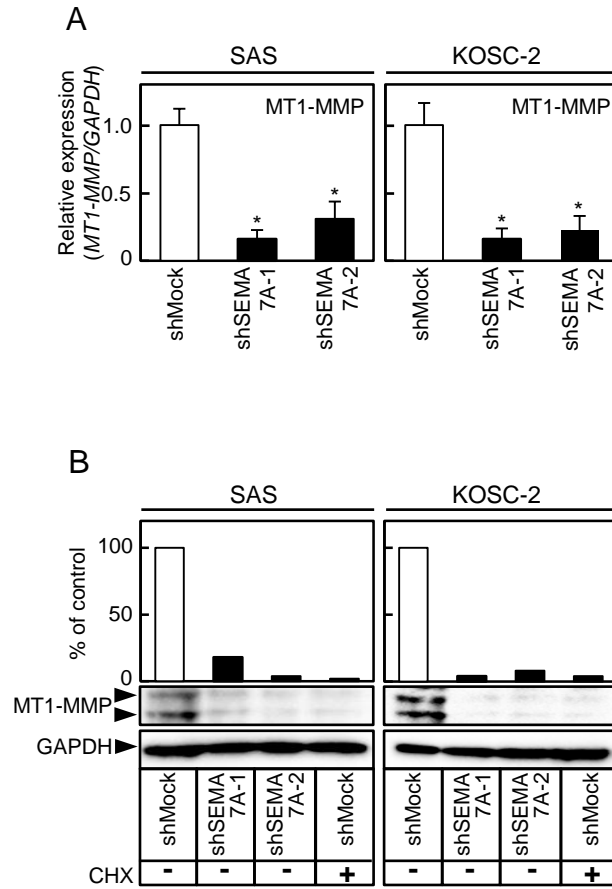 A
SAS
KOSC-2
Relative expression
(MT1-MMP/GAPDH)
1.0
0.5
0
MT1-MMP
MT1-MMP
*
*
*
*
shMock
shSEMA
7A-1
shSEMA
7A-2
shMock
shSEMA
7A-1
shSEMA
7A-2
B
SAS
KOSC-2
% of control
100
50
0
MT1-MMP
GAPDH
shMock
shSEMA
7A-1
shSEMA
7A-2
shMock
shMock
shSEMA
7A-1
shSEMA
7A-2
shMock
CHX - - - + - - - +